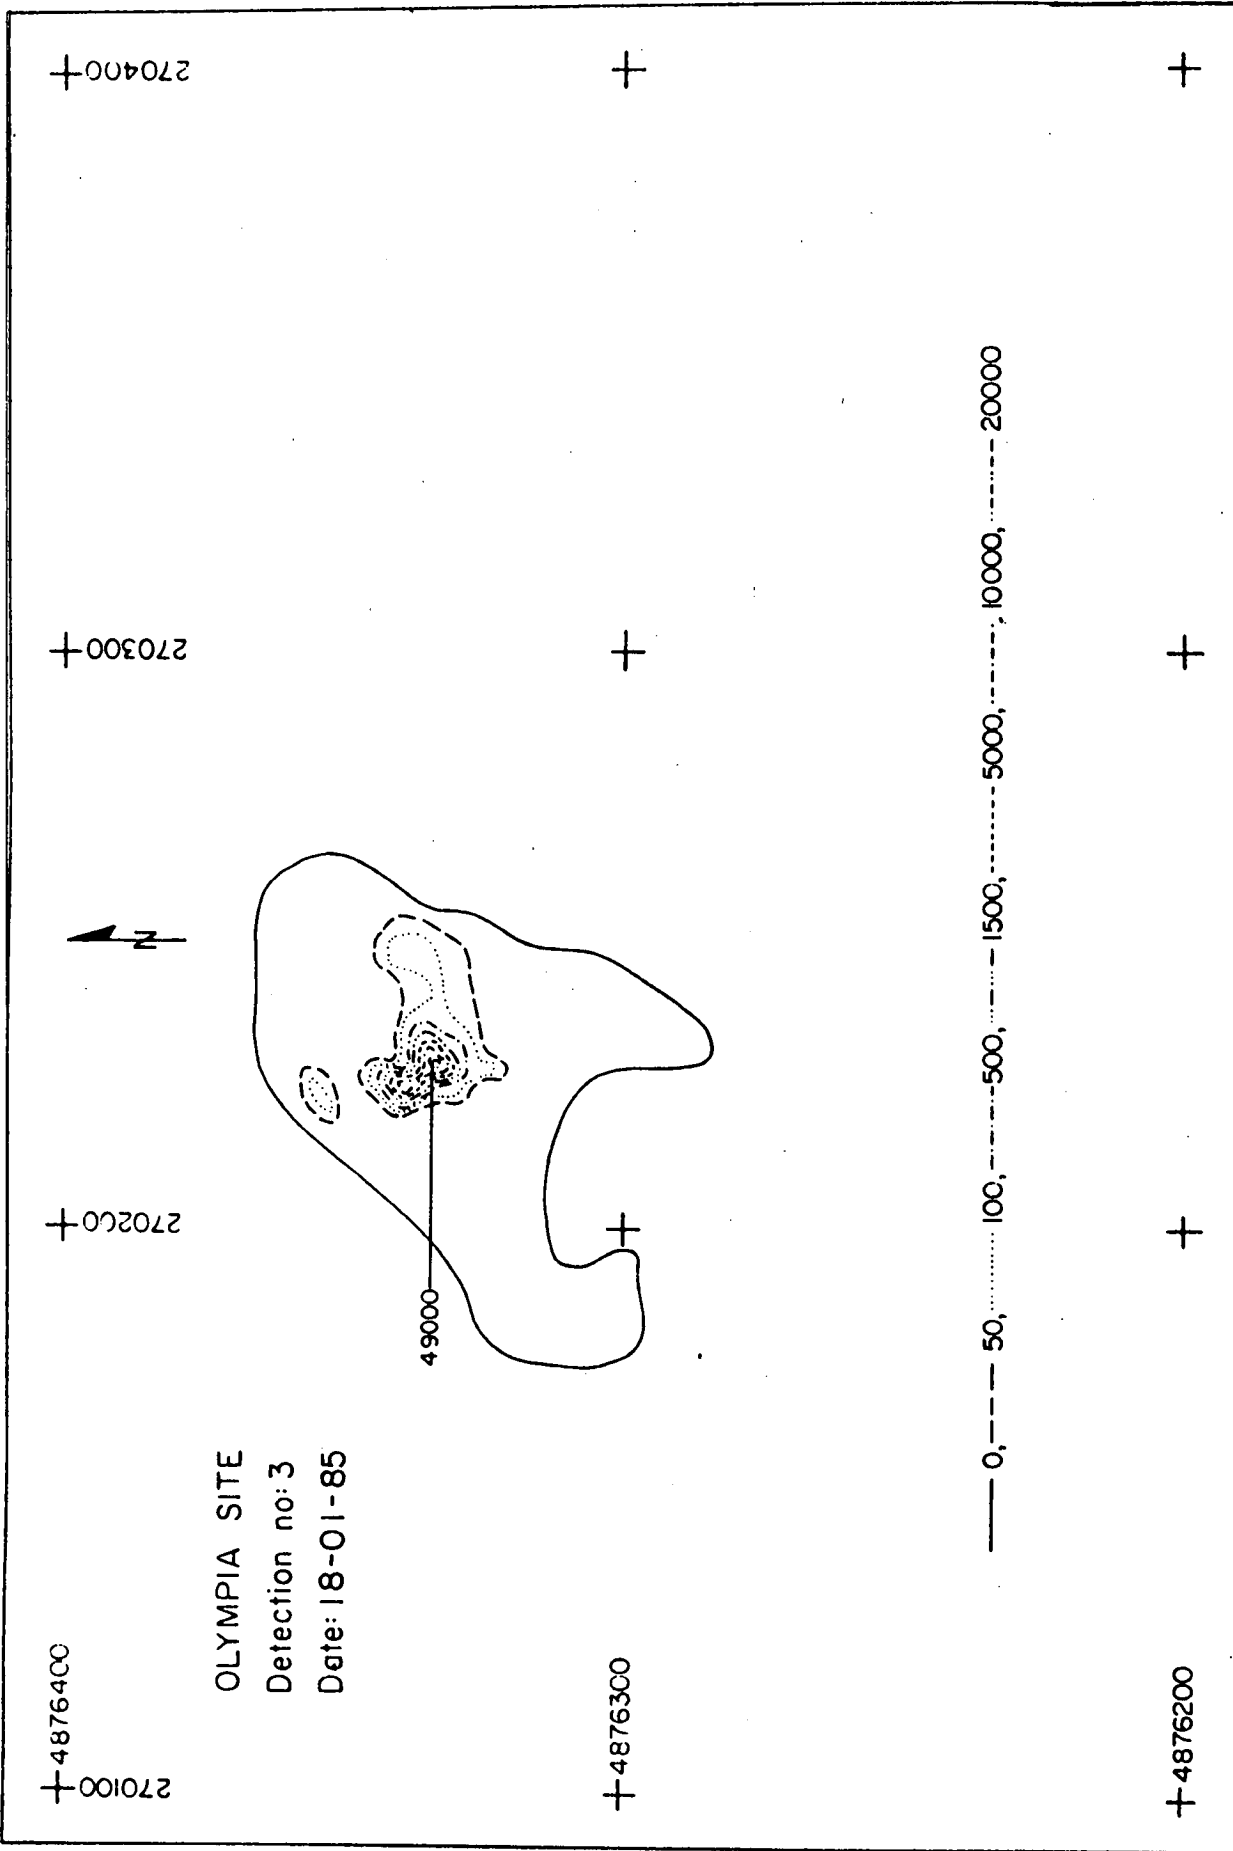 OLYMPIA SITE
Detection no: 3
Date: 18-01-85
4876400
4876300
4876200
270100
270200
270300
270400
N
49000
0, 50, 100, 500, 1500, 5000, 10000, 20000